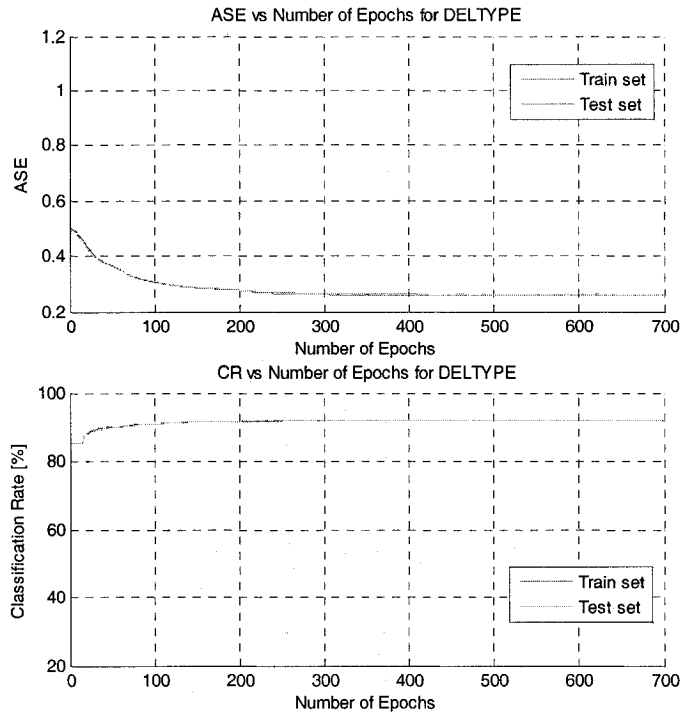 ASE vs Number of Epochs for DELTYPE
1.2
1
0.8
0.6
0.4
0.2
ASE
Train set
Test set
0 100 200 300 400 500 600 700
Number of Epochs
CR vs Number of Epochs for DELTYPE
100
80
60
40
20
Classification Rate [%]
Train set
Test set
0 100 200 300 400 500 600 700
Number of Epochs